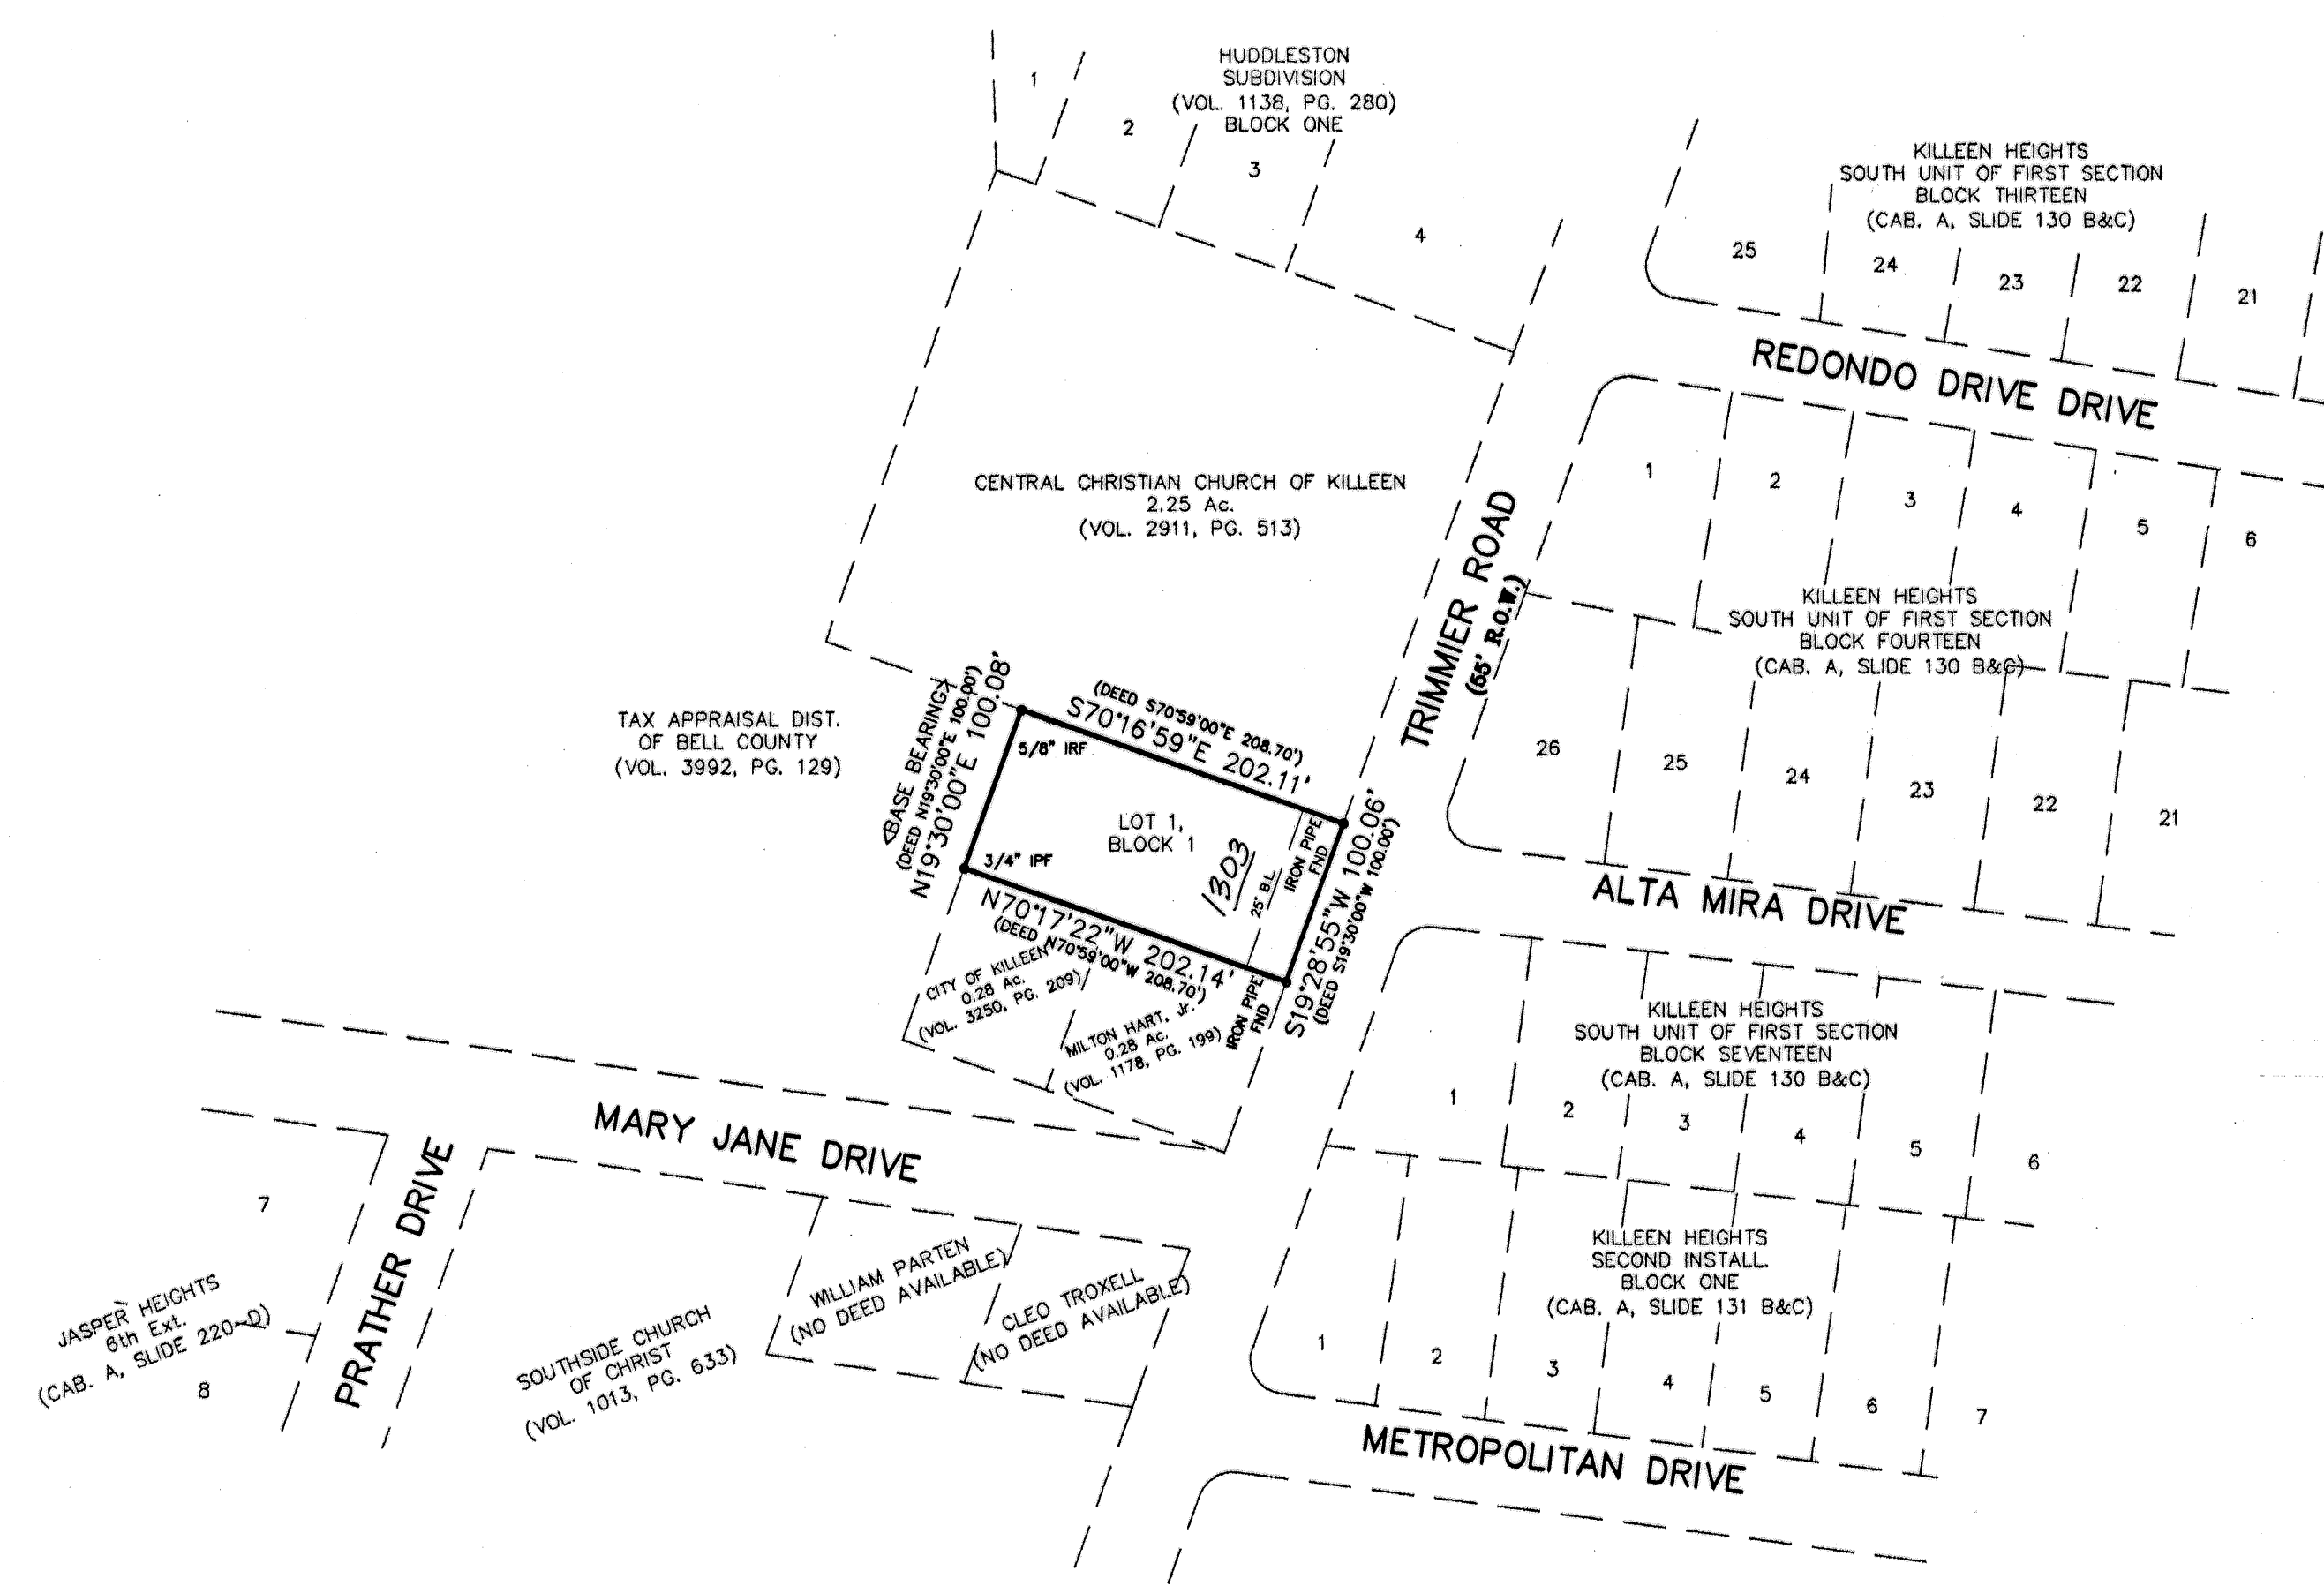 HUDDLESTON
SUBDIVISION
(VOL. 1138, PG. 280)
BLOCK ONE
1
2
3
4
KILLEEN HEIGHTS
SOUTH UNIT OF FIRST SECTION
BLOCK THIRTEEN
(CAB. A, SLIDE 130 B&C)
25
24
23
22
21
REDONDO DRIVE DRIVE
CENTRAL CHRISTIAN CHURCH OF KILLEEN
2.25 Ac.
(VOL. 2911, PG. 513)
TRIMMIER ROAD
(55' R.O.W.)
1
2
3
4
5
6
KILLEEN HEIGHTS
SOUTH UNIT OF FIRST SECTION
BLOCK FOURTEEN
(CAB. A, SLIDE 130 B&C)
26
25
24
23
22
21
TAX APPRAISAL DIST.
OF BELL COUNTY
(VOL. 3992, PG. 129)
<BASE BEARING>
(DEED N19°30'00"E 100.00')
N19°30'00"E 100.08'
(DEED S70°59'00"E 208.70')
S70°16'59"E 202.11'
5/8" IRF
LOT 1,
BLOCK 1
1303
25' B.L.
IRON PIPE
FND
3/4" IPF
S19°28'55"W 100.06'
(DEED S19°30'00"W 100.00')
N70°17'22"W 202.14'
(DEED N70°59'00"W 208.70')
IRON PIPE
FND
CITY OF KILLEEN
0.28 Ac.
(VOL. 3250, PG. 209)
MILTON HART, Jr.
0.28 Ac.
(VOL. 1178, PG. 199)
ALTA MIRA DRIVE
KILLEEN HEIGHTS
SOUTH UNIT OF FIRST SECTION
BLOCK SEVENTEEN
(CAB. A, SLIDE 130 B&C)
1
2
3
4
5
6
MARY JANE DRIVE
PRATHER DRIVE
7
JASPER HEIGHTS
6th Ext.
(CAB. A, SLIDE 220-D)
8
SOUTHSIDE CHURCH
OF CHRIST
(VOL. 1013, PG. 633)
WILLIAM PARTEN
(NO DEED AVAILABLE)
CLEO TROXELL
(NO DEED AVAILABLE)
KILLEEN HEIGHTS
SECOND INSTALL.
BLOCK ONE
(CAB. A, SLIDE 131 B&C)
1
2
3
4
5
6
7
METROPOLITAN DRIVE